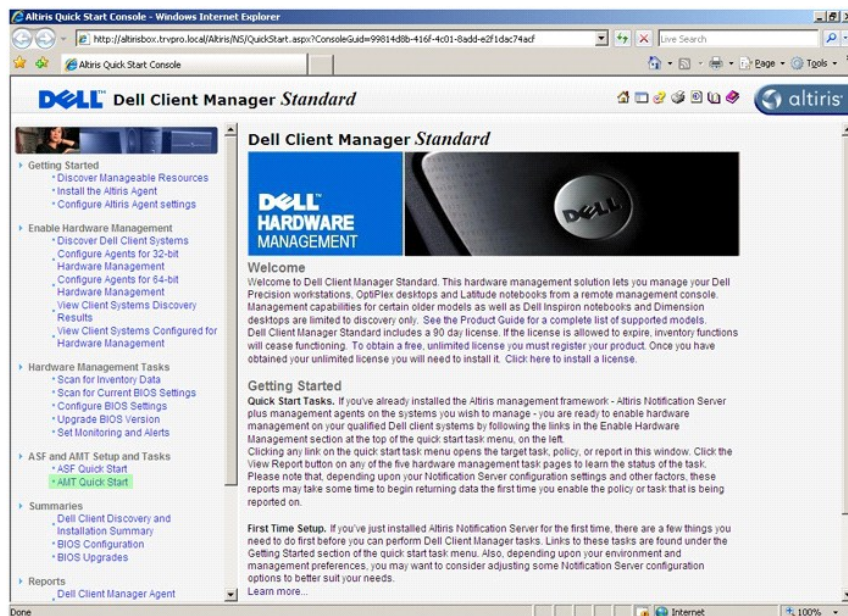 Altiris Quick Start Console - Windows Internet Explorer
http://altirisbox.trvpro.local/Altiris/NS/QuickStart.aspx?ConsoleGuid=99814d8b-416f-4c01-8add-e2f1dac74acf
Live Search
Altiris Quick Start Console
Page
Tools
DELL™ Dell Client Manager Standard
altiris
Getting Started
Discover Manageable Resources
Install the Altiris Agent
Configure Altiris Agent settings
Enable Hardware Management
Discover Dell Client Systems
Configure Agents for 32-bit
Hardware Management
Configure Agents for 64-bit
Hardware Management
View Client Systems Discovery
Results
View Client Systems Configured for
Hardware Management
Hardware Management Tasks
Scan for Inventory Data
Scan for Current BIOS Settings
Configure BIOS Settings
Upgrade BIOS Version
Set Monitoring and Alerts
ASF and AMT Setup and Tasks
ASF Quick Start
AMT Quick Start
Summaries
Dell Client Discovery and
Installation Summary
BIOS Configuration
BIOS Upgrades
Reports
Dell Client Manager Agent
Dell Client Manager Standard
DELL™
HARDWARE
MANAGEMENT
DELL
Welcome
Welcome to Dell Client Manager Standard. This hardware management solution lets you manage your Dell
Precision workstations, OptiPlex desktops and Latitude notebooks from a remote management console.
Management capabilities for certain older models as well as Dell Inspiron notebooks and Dimension
desktops are limited to discovery only. See the Product Guide for a complete list of supported models.
Dell Client Manager Standard includes a 90 day license. If the license is allowed to expire, inventory functions
will cease functioning. To obtain a free, unlimited license you must register your product. Once you have
obtained your unlimited license you will need to install it. Click here to install a license.
Getting Started
Quick Start Tasks. If you've already installed the Altiris management framework - Altiris Notification Server
plus management agents on the systems you wish to manage - you are ready to enable hardware
management on your qualified Dell client systems by following the links in the Enable Hardware
Management section at the top of the quick start task menu, on the left.
Clicking any link on the quick start task menu opens the target task, policy, or report in this window. Click the
View Report button on any of the five hardware management task pages to learn the status of the task.
Please note that, depending upon your Notification Server configuration settings and other factors, these
reports may take some time to begin returning data the first time you enable the policy or task that is being
reported on.
First Time Setup. If you've just installed Altiris Notification Server for the first time, there are a few things you
need to do first before you can perform Dell Client Manager tasks. Links to these tasks are found under the
Getting Started section of the quick start task menu. Also, depending upon your environment and
management preferences, you may want to consider adjusting some Notification Server configuration
options to better suit your needs.
Learn more...
Done
Internet
100%